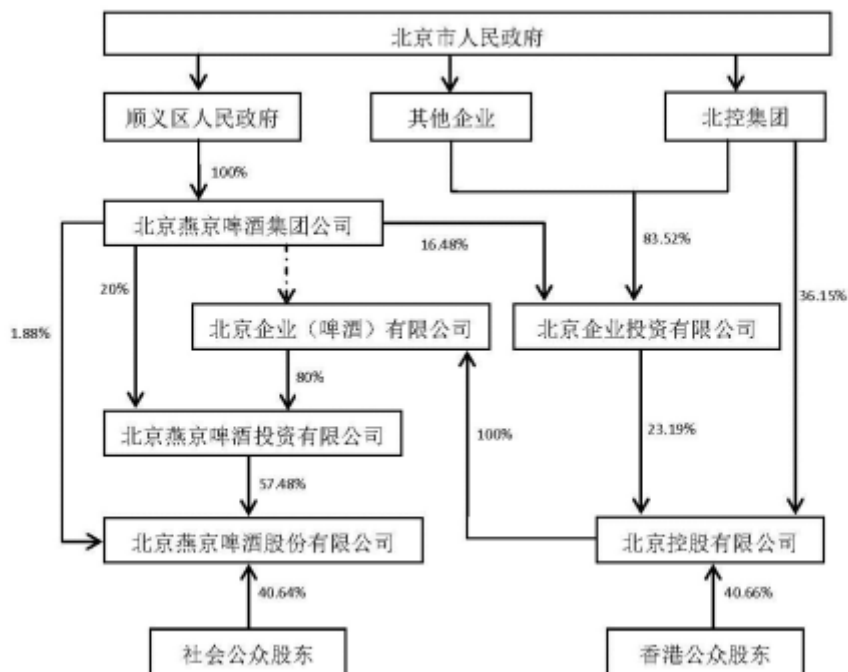 北京市人民政府
顺义区人民政府
其他企业
北控集团
100%
北京燕京啤酒集团公司
16.48%
83.52%
20%
36.15%
1.88%
北京企业（啤酒）有限公司
北京企业投资有限公司
80%
北京燕京啤酒投资有限公司
100%
23.19%
57.48%
北京燕京啤酒股份有限公司
北京控股有限公司
40.64%
40.66%
社会公众股东
香港公众股东